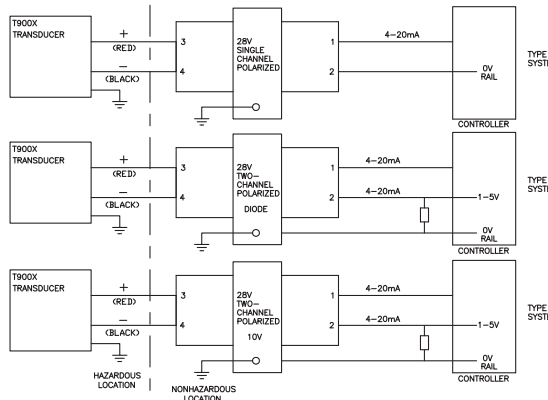 T900X
TRANSDUCER
+
(RED)
–
(BLACK)
3
4
28V
SINGLE
CHANNEL
POLARIZED
1
2
4–20mA
0V
RAIL
CONTROLLER
TYPE
SYSTE
T900X
TRANSDUCER
+
(RED)
–
(BLACK)
3
4
28V
TWO–
CHANNEL
POLARIZED
DIODE
1
2
4–20mA
4–20mA
1–5V
0V
RAIL
CONTROLLER
TYPE
SYSTE
T900X
TRANSDUCER
+
(RED)
–
(BLACK)
3
4
28V
TWO–
CHANNEL
POLARIZED
10V
1
2
4–20mA
4–20mA
1–5V
0V
RAIL
CONTROLLER
TYPE
SYSTE
HAZARDOUS
LOCATION
NONHAZARDOUS
LOCATION